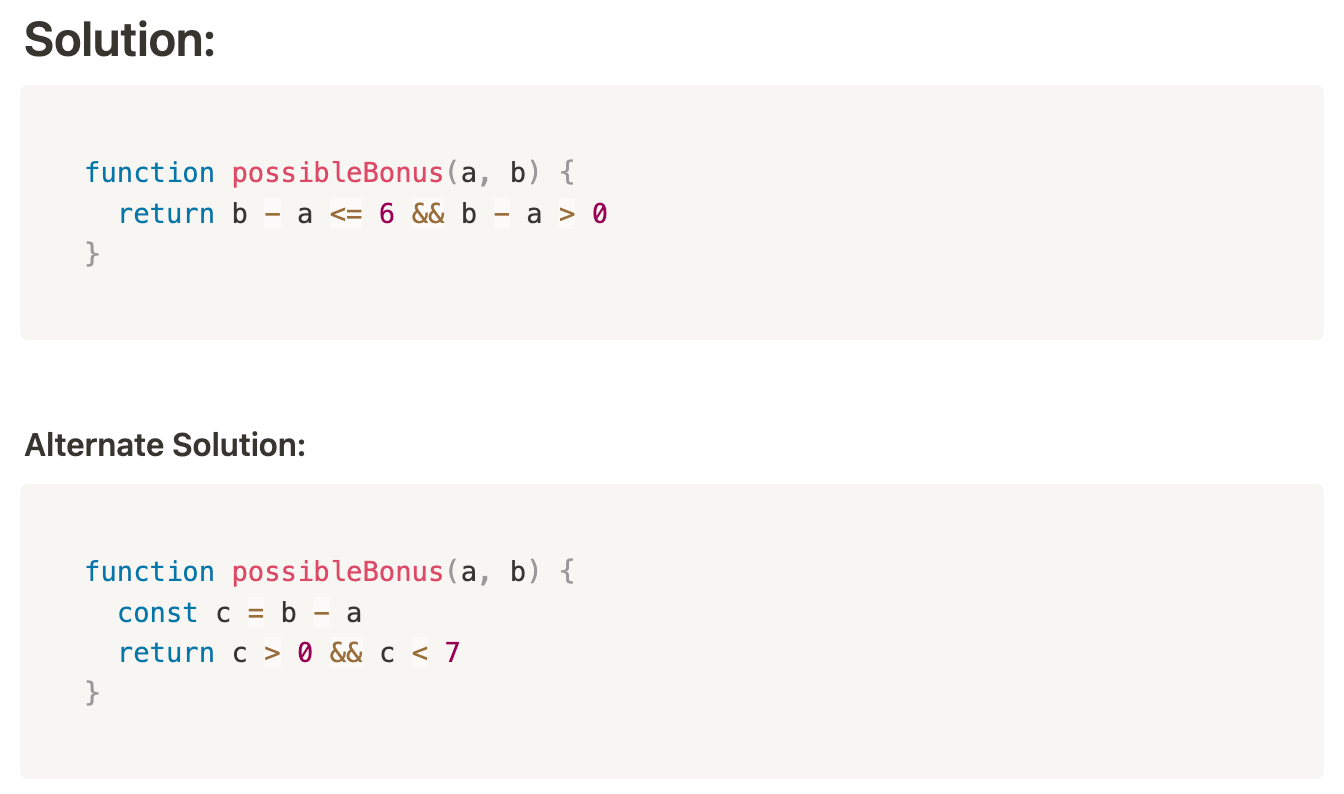 Solution:
function possibleBonus(a, b) {
  return b - a <= 6 && b - a > 0
}
Alternate Solution:
function possibleBonus(a, b) {
  const c = b - a
  return c > 0 && c < 7
}